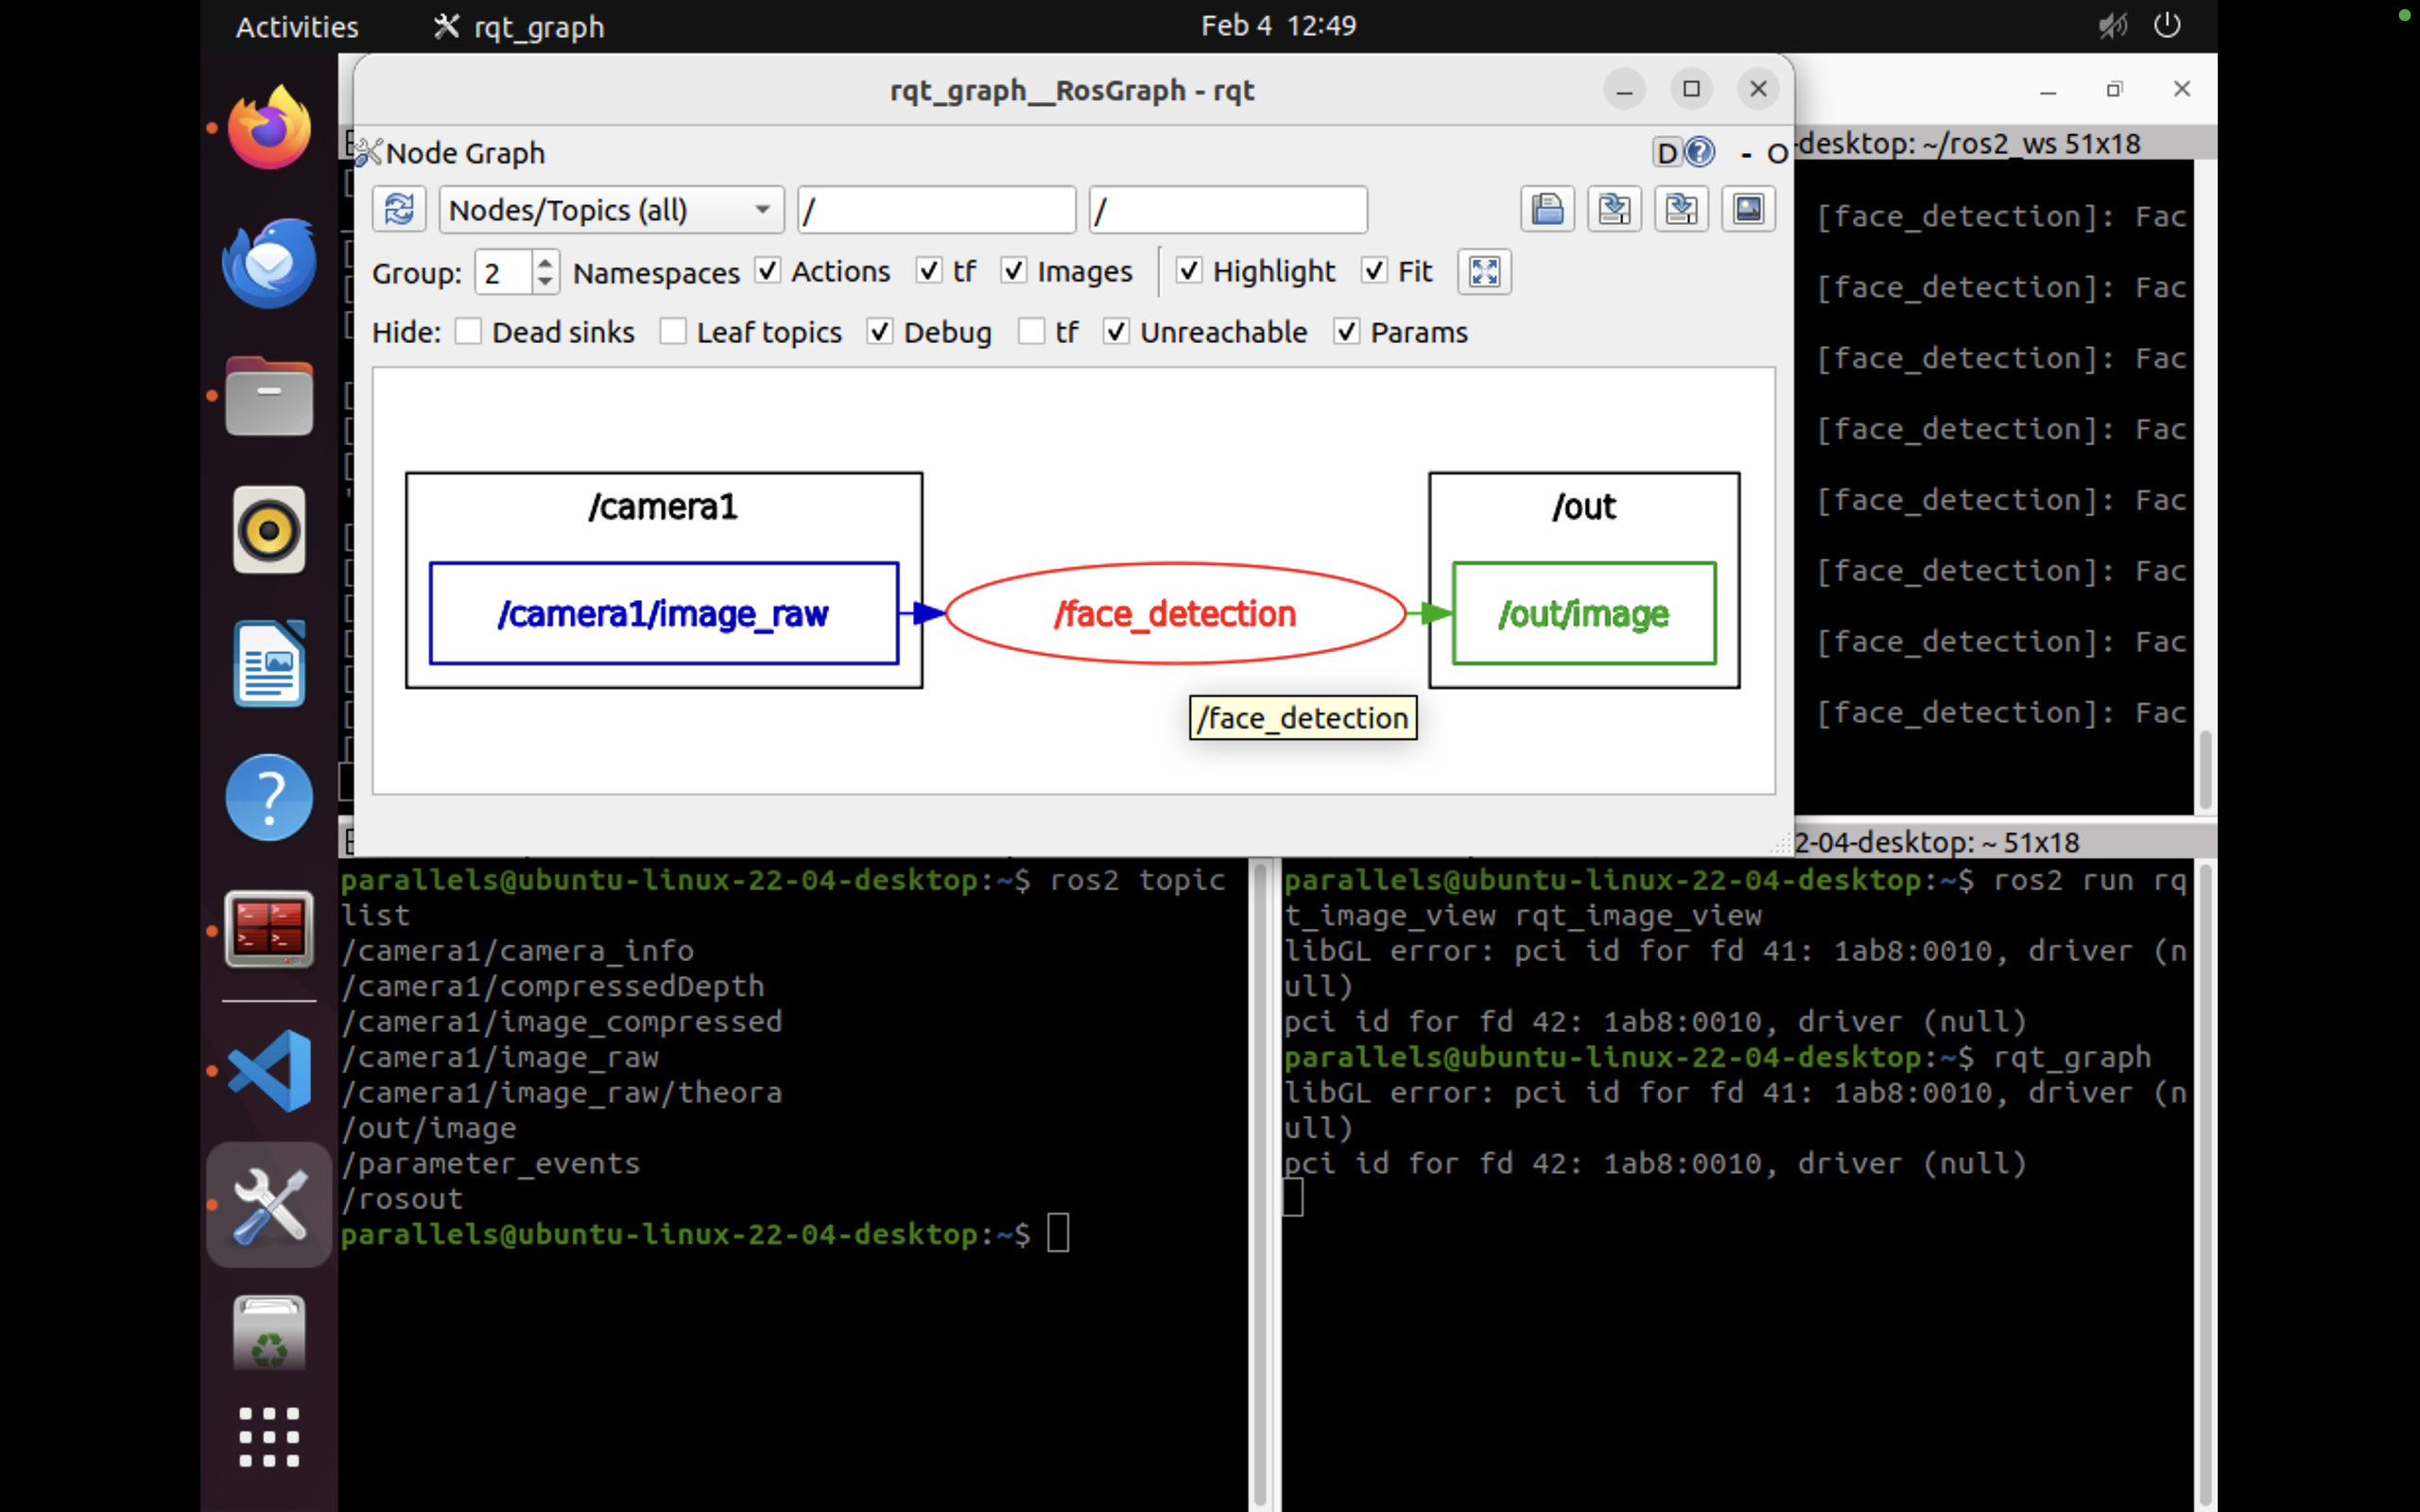 Activities rqt_graph Feb 4 12:49
rqt_graph__RosGraph - rqt
Node Graph D ? - O
Nodes/Topics (all) / /
Group: 2 Namespaces Actions tf Images Highlight Fit
Hide: Dead sinks Leaf topics Debug tf Unreachable Params
/camera1
/camera1/image_raw
/face_detection
/out
/out/image
/face_detection
-desktop: ~/ros2_ws 51x18
[face_detection]: Fac
[face_detection]: Fac
[face_detection]: Fac
[face_detection]: Fac
[face_detection]: Fac
[face_detection]: Fac
[face_detection]: Fac
[face_detection]: Fac
parallels@ubuntu-linux-22-04-desktop:~$ ros2 topic
list
/camera1/camera_info
/camera1/compressedDepth
/camera1/image_compressed
/camera1/image_raw
/camera1/image_raw/theora
/out/image
/parameter_events
/rosout
parallels@ubuntu-linux-22-04-desktop:~$
2-04-desktop: ~ 51x18
parallels@ubuntu-linux-22-04-desktop:~$ ros2 run rq
t_image_view rqt_image_view
libGL error: pci id for fd 41: 1ab8:0010, driver (n
ull)
pci id for fd 42: 1ab8:0010, driver (null)
parallels@ubuntu-linux-22-04-desktop:~$ rqt_graph
libGL error: pci id for fd 41: 1ab8:0010, driver (n
ull)
pci id for fd 42: 1ab8:0010, driver (null)